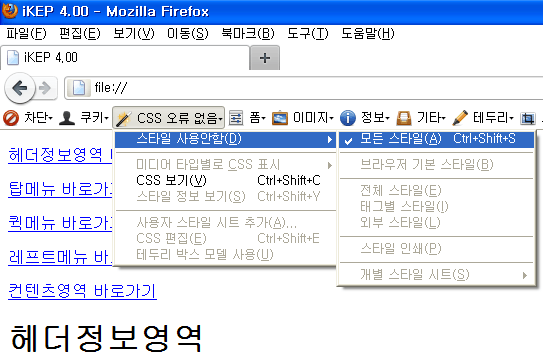 iKEP 4.00 - Mozilla Firefox
파일(F) 편집(E) 보기(V) 이동(S) 북마크(B) 도구(T) 도움말(H)
iKEP 4.00
file://
차단 쿠키 CSS 오류 없음 폼 이미지 정보 기타 테두리
스타일 사용안함(D)
미디어 타입별로 CSS 표시
CSS 보기(V) Ctrl+Shift+C
스타일 정보 보기(S) Ctrl+Shift+Y
사용자 스타일 시트 추가(A)...
CSS 편집(E) Ctrl+Shift+E
테두리 박스 모델 사용(U)
모든 스타일(A) Ctrl+Shift+S
브라우저 기본 스타일(B)
전체 스타일(E)
태그별 스타일(I)
외부 스타일(L)
스타일 인쇄(P)
개별 스타일 시트(S)
헤더정보영역
탑메뉴 바로가
퀵메뉴 바로가
레프트메뉴 바
컨텐츠영역 바로가기
헤더정보영역